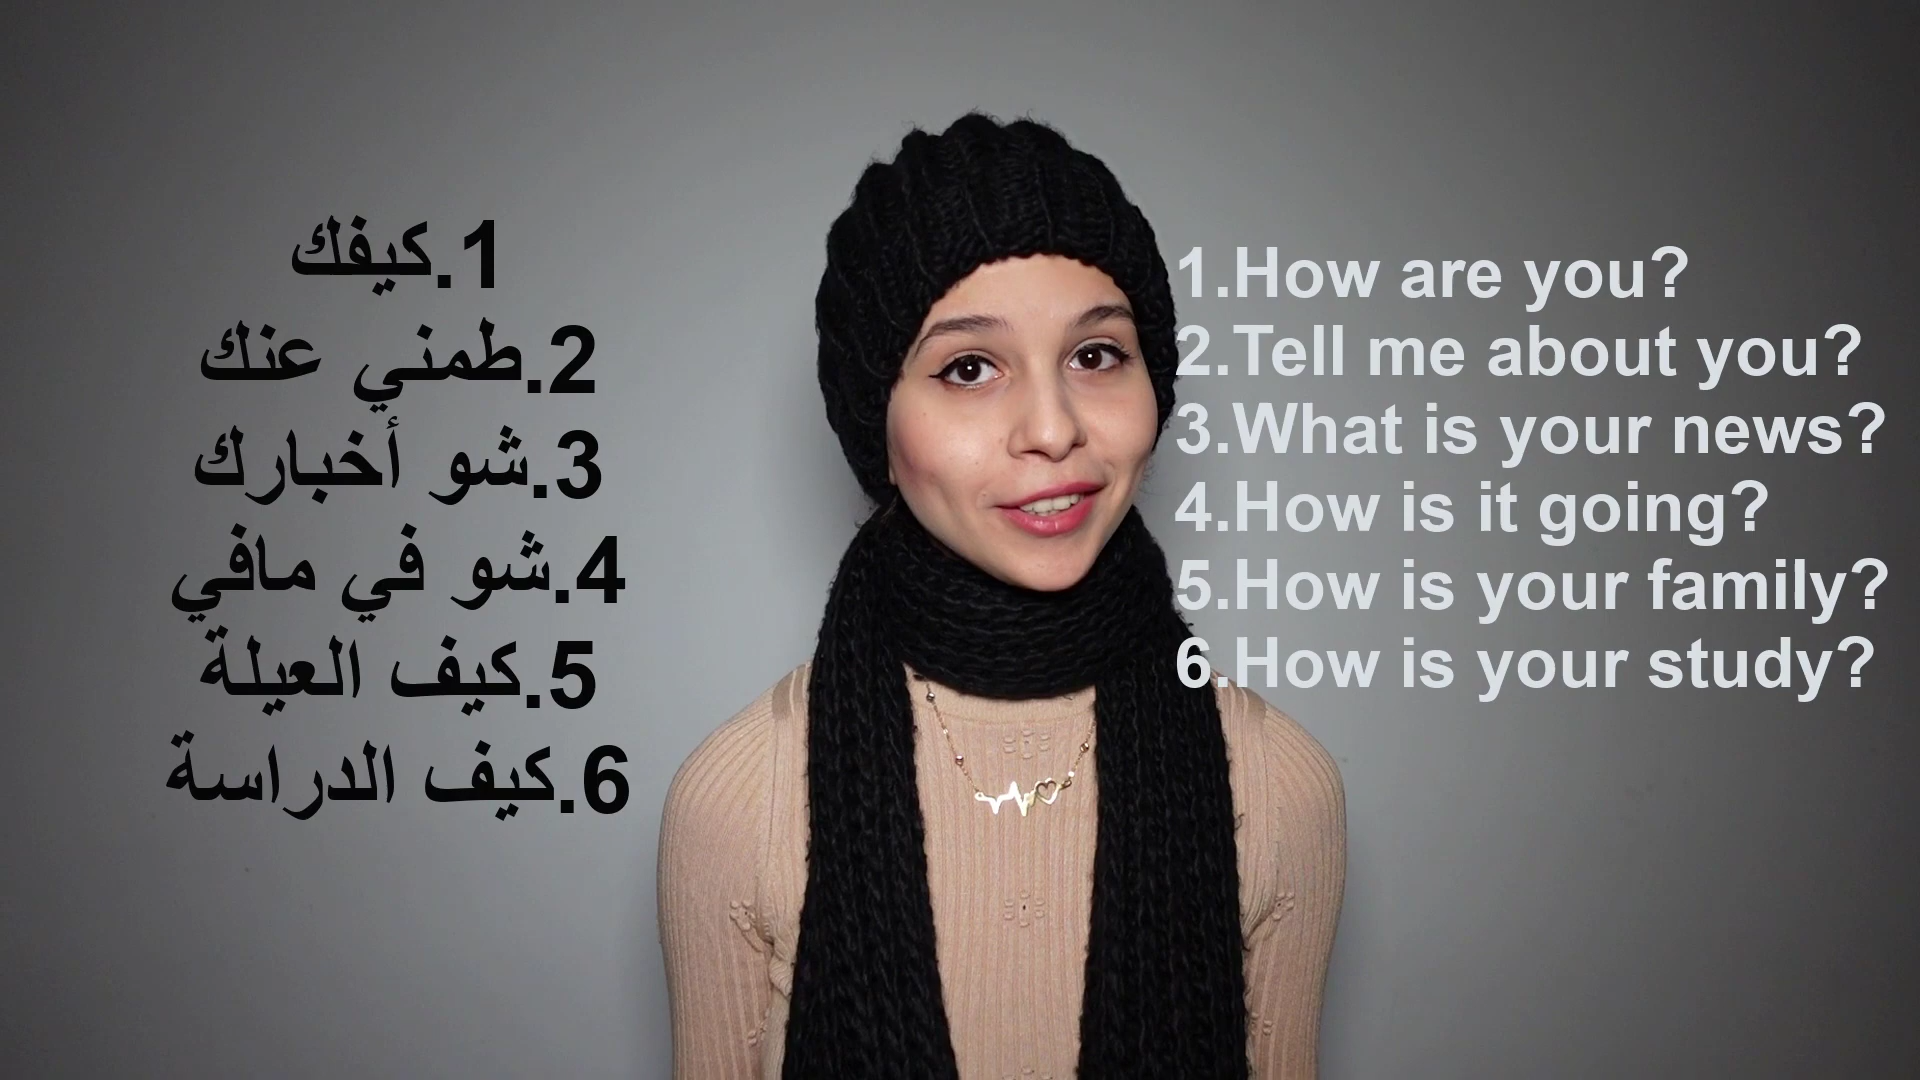 1.كيفك
2.طمني عنك
3.شو أخبارك
4.شو في مافي
5.كيف العيلة
6.كيف الدراسة
1.How are you?
2.Tell me about you?
3.What is your news?
4.How is it going?
5.How is your family?
6.How is your study?